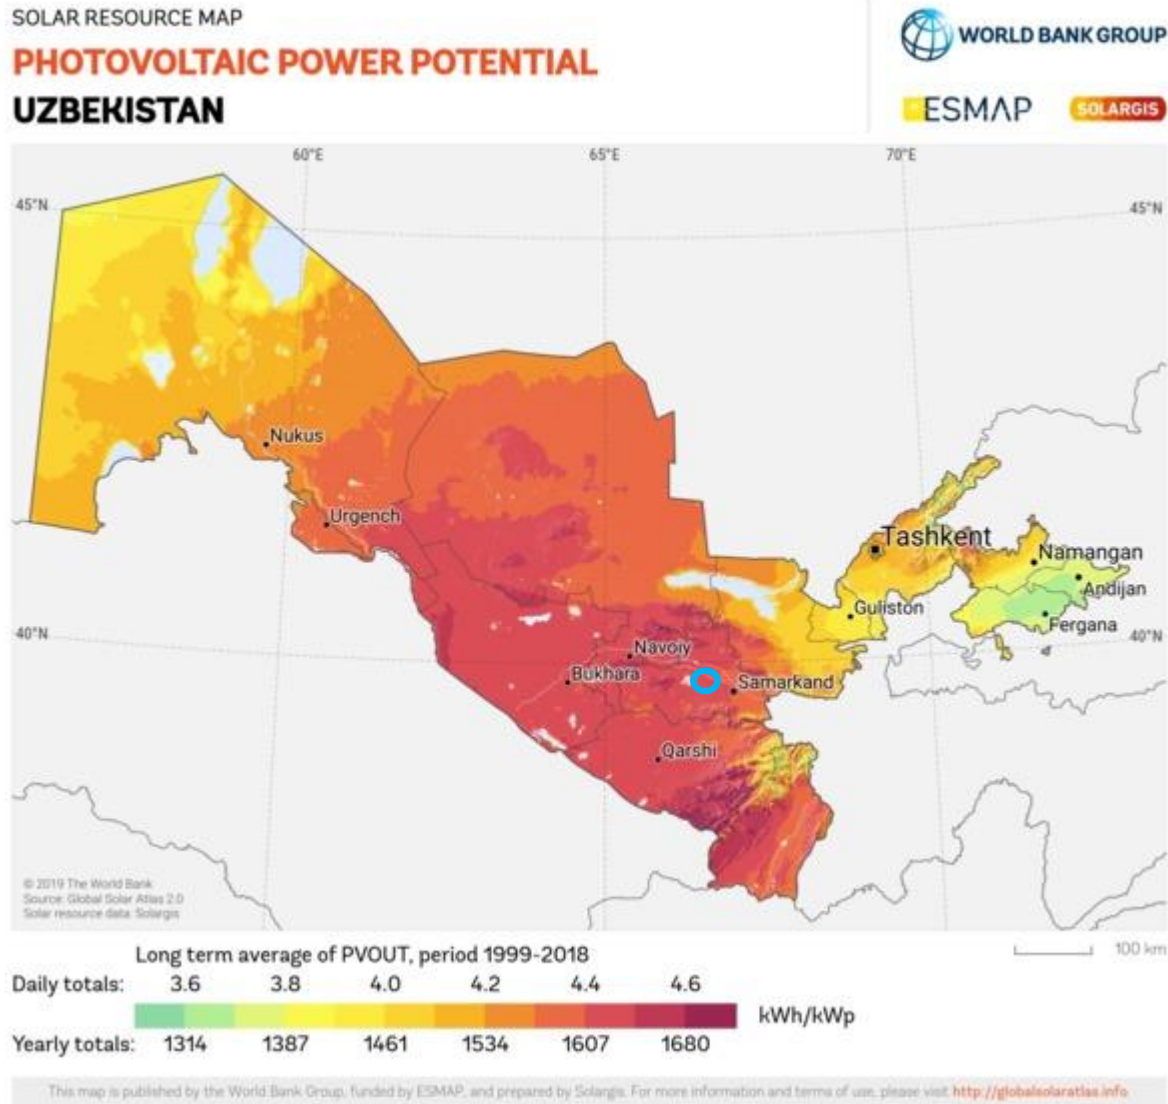 SOLAR RESOURCE MAP
PHOTOVOLTAIC POWER POTENTIAL
UZBEKISTAN
WORLD BANK GROUP
ESMAP
SOLARGIS
60°E 65°E 70°E
45°N 45°N
Nukus
Urgench
Tashkent
Namangan
Andijan
Guliston
Fergana
40°N 40°N
Navoiy
Bukhara
Samarkand
Qarshi
© 2019 The World Bank
Source: Global Solar Atlas 2.0
Solar resource data: Solargis
100 km
Long term average of PVOUT, period 1999-2018
Daily totals: 3.6 3.8 4.0 4.2 4.4 4.6
kWh/kWp
Yearly totals: 1314 1387 1461 1534 1607 1680
This map is published by the World Bank Group, funded by ESMAP, and prepared by Solargis. For more information and terms of use, please visit http://globalsolaratlas.info.